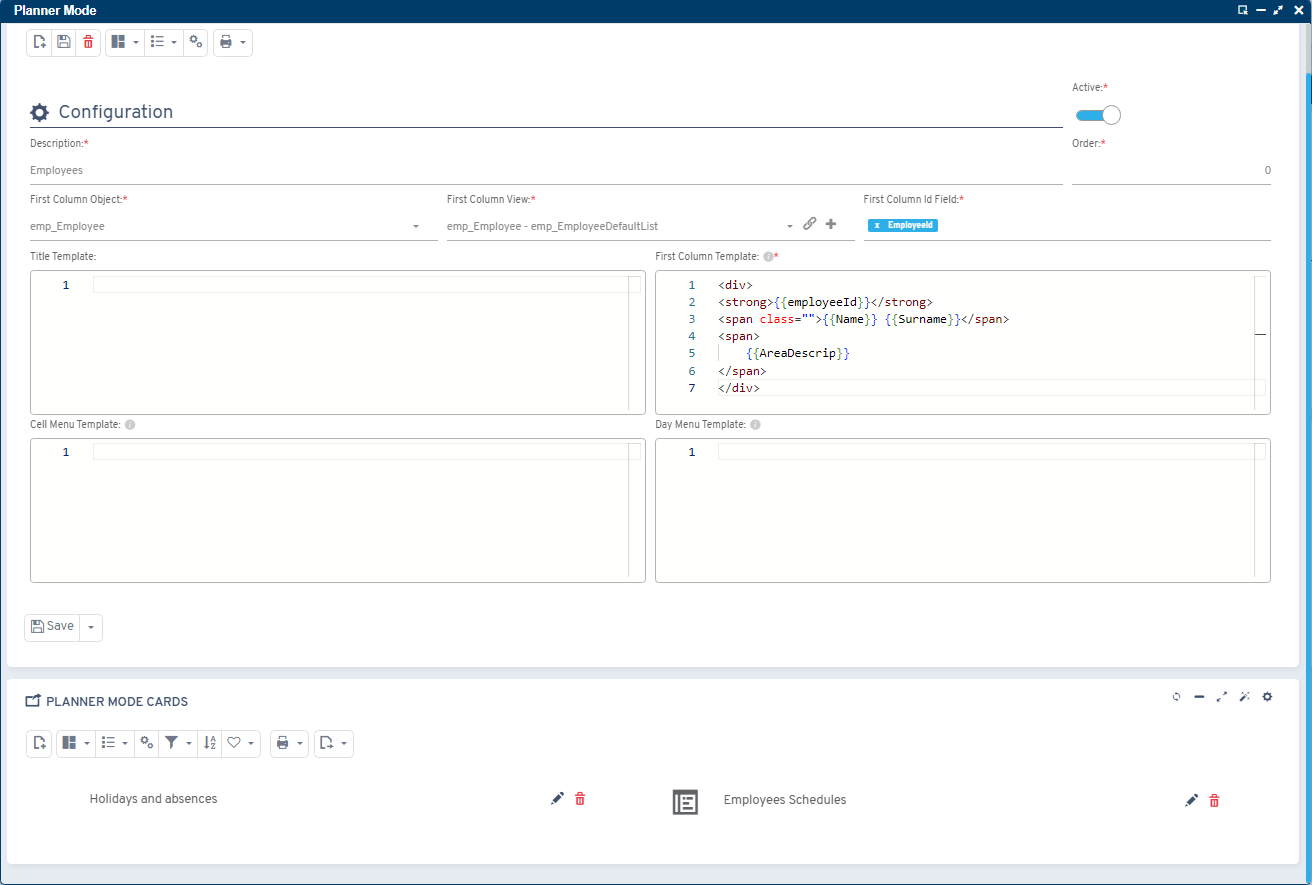 Planner Mode
Active:*
Configuration
Description:*
Order:*
Employees
0
First Column Object:*
First Column View:*
First Column Id Field:*
emp_Employee
emp_Employee - emp_EmployeeDefaultList
x EmployeeId
Title Template:
First Column Template: i*
1
1 <div>
2 <strong>{{employeeId}}</strong>
3 <span class="">{{Name}} {{Surname}}</span>
4 <span>
5 {{AreaDescrip}}
6 </span>
7 </div>
Cell Menu Template: i
Day Menu Template: i
1
1
Save
PLANNER MODE CARDS
Holidays and absences
Employees Schedules